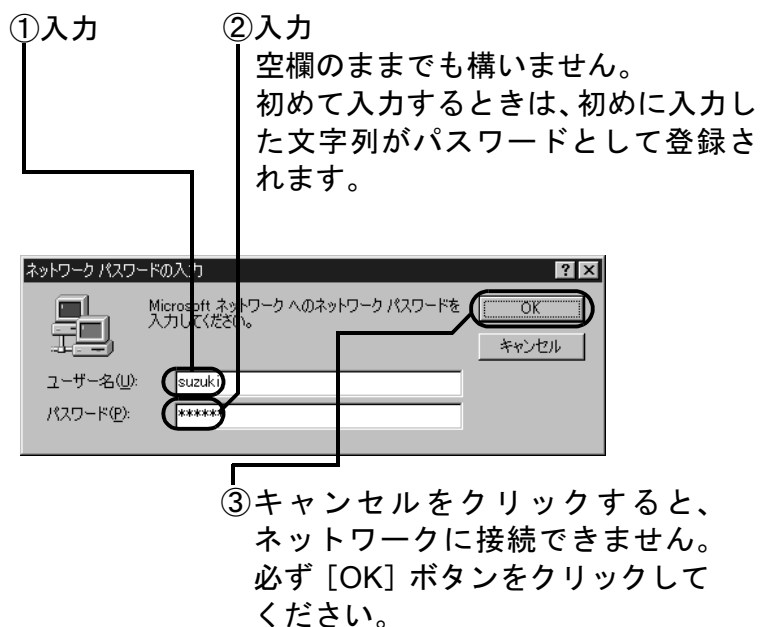 ①入力
②入力
空欄のままでも構いません。
初めて入力するときは、初めに入力し
た文字列がパスワードとして登録さ
れます。
ネットワーク パスワードの入力
Microsoft ネットワーク へのネットワーク パスワードを
入力してください。
OK
キャンセル
ユーザー名(U):
suzuki
パスワード(P):
******
③キャンセルをクリックすると、
ネットワークに接続できません。
必ず［OK］ボタンをクリックして
ください。